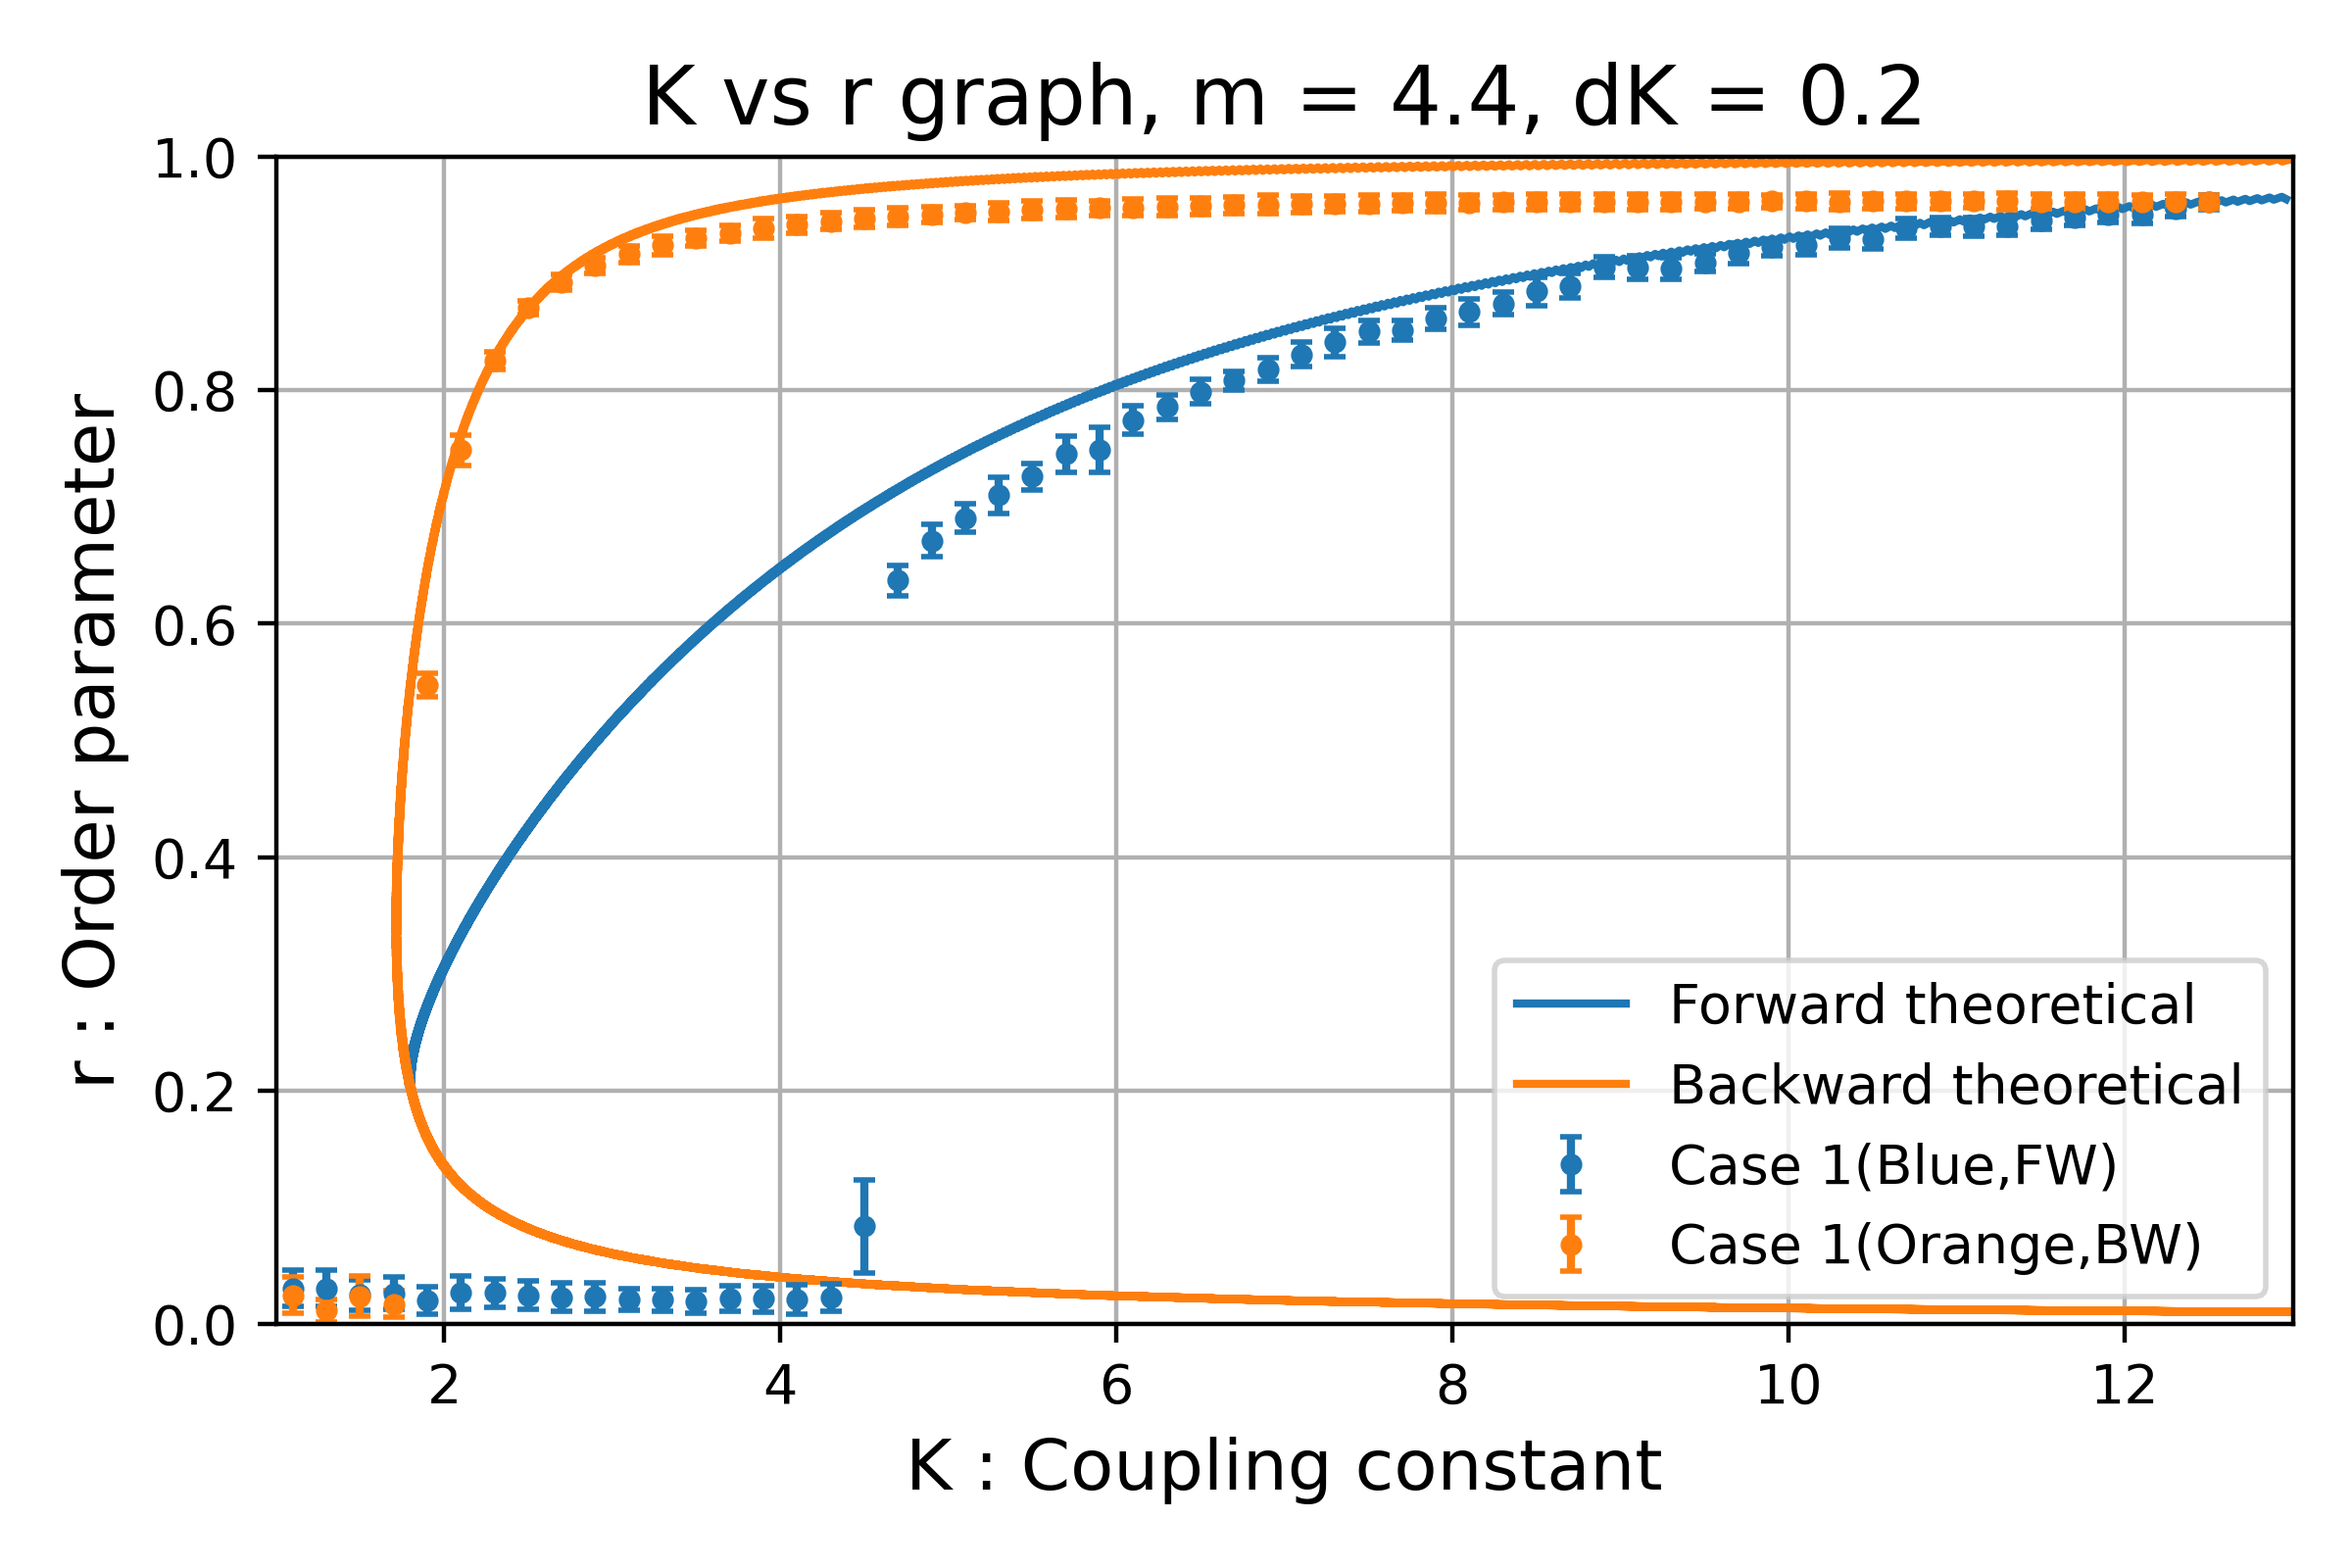 K vs r graph, m = 4.4, dK = 0.2
1.0
0.8
0.6
0.4
0.2
0.0
r : Order parameter
Forward theoretical
Backward theoretical
Case 1(Blue,FW)
Case 1(Orange,BW)
2 4 6 8 10 12
K : Coupling constant